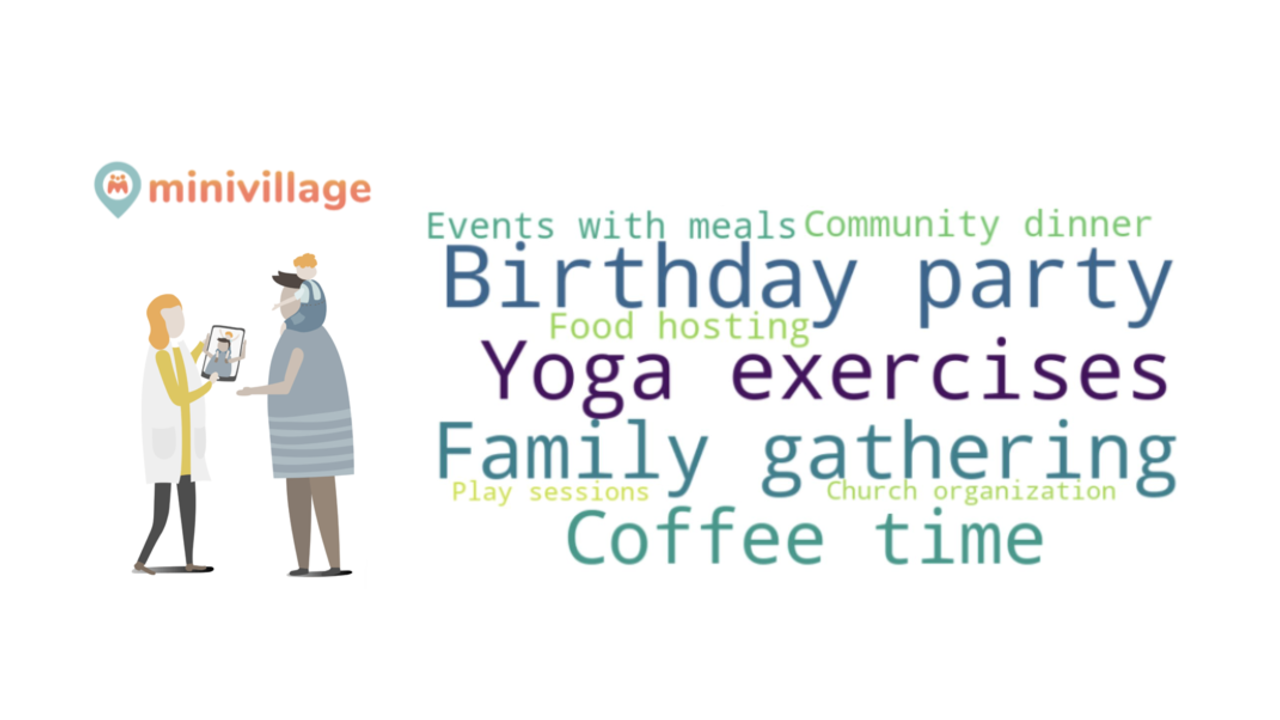 minivillage
Events with meals
Community dinner
Birthday party
Food hosting
Yoga exercises
Family gathering
Play sessions
Church organization
Coffee time